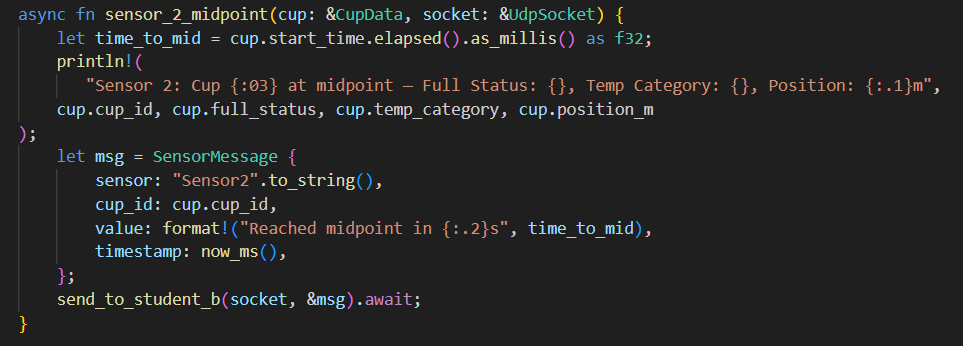 async fn sensor_2_midpoint(cup: &CupData, socket: &UdpSocket) {
    let time_to_mid = cup.start_time.elapsed().as_millis() as f32;
    println!(
        "Sensor 2: Cup {:03} at midpoint – Full Status: {}, Temp Category: {}, Position: {:.1}m",
    cup.cup_id, cup.full_status, cup.temp_category, cup.position_m
);
    let msg = SensorMessage {
        sensor: "Sensor2".to_string(),
        cup_id: cup.cup_id,
        value: format!("Reached midpoint in {:.2}s", time_to_mid),
        timestamp: now_ms(),
    };
    send_to_student_b(socket, &msg).await;
}